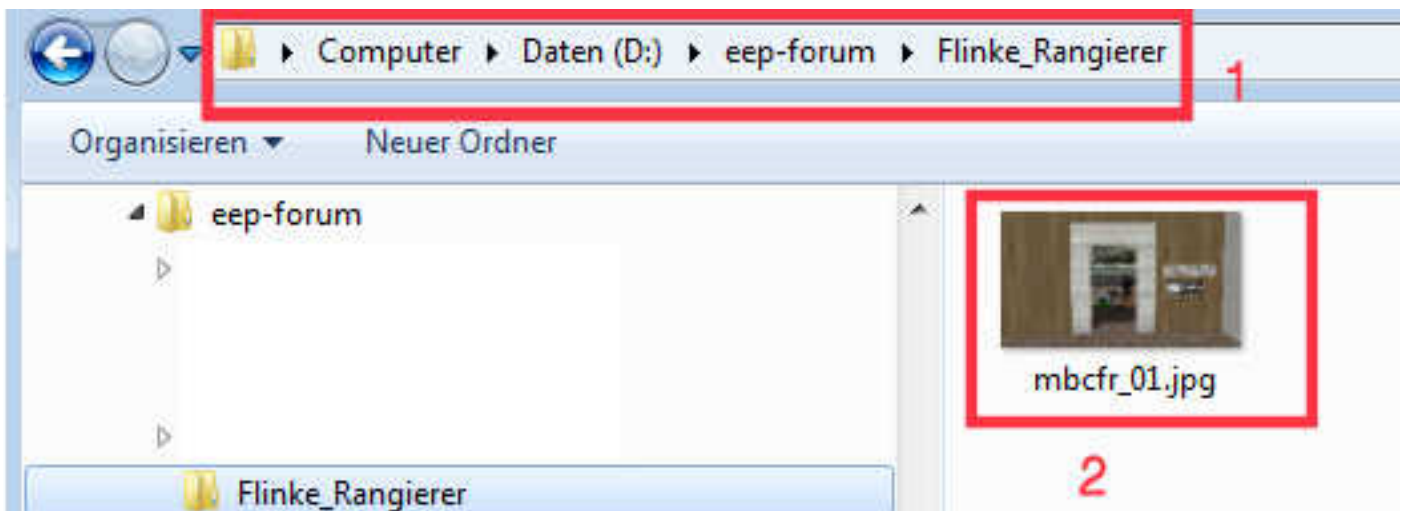 Computer Daten (D:) eep-forum Flinke_Rangierer
1
Organisieren Neuer Ordner
eep-forum
mbcfr_01.jpg
Flinke_Rangierer
2